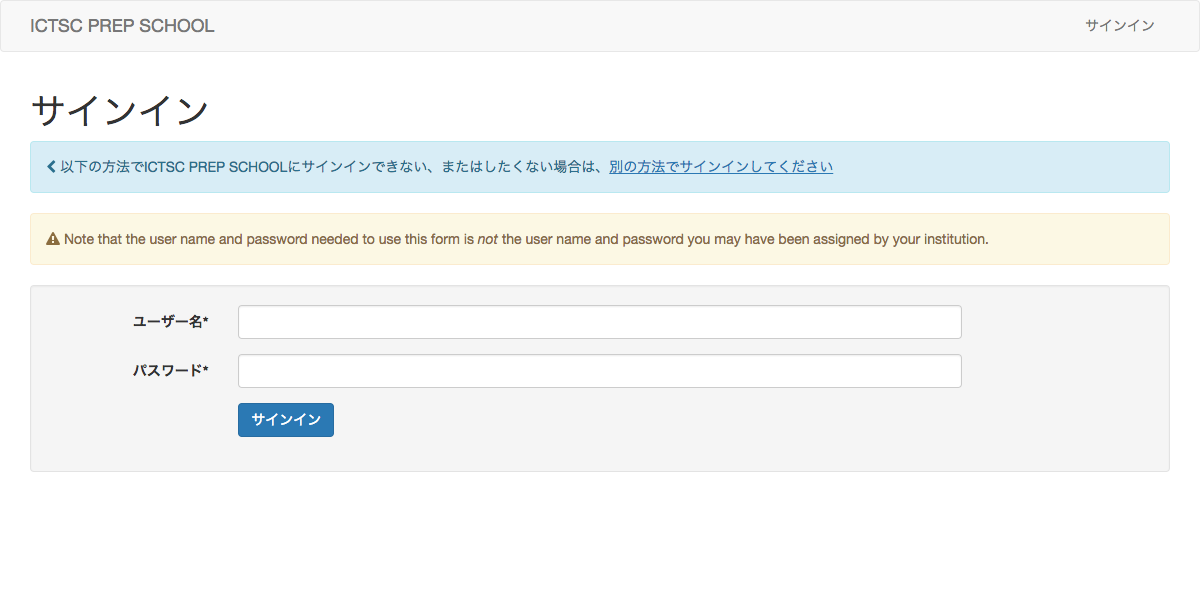 ICTSC PREP SCHOOL
サインイン
サインイン
以下の方法でICTSC PREP SCHOOLにサインインできない、またはしたくない場合は、別の方法でサインインしてください
Note that the user name and password needed to use this form is not the user name and password you may have been assigned by your institution.
ユーザー名*
パスワード*
サインイン